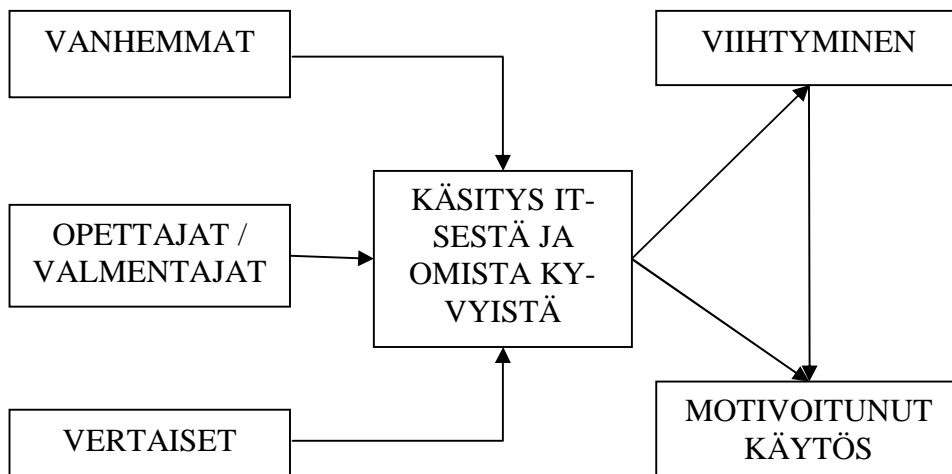 VANHEMMAT
VIIHTYMINEN
OPETTAJAT /
VALMENTAJAT
KÄSITYS IT-
SESTÄ JA
OMISTA KY-
VYISTÄ
VERTAISET
MOTIVOITUNUT
KÄYTÖS